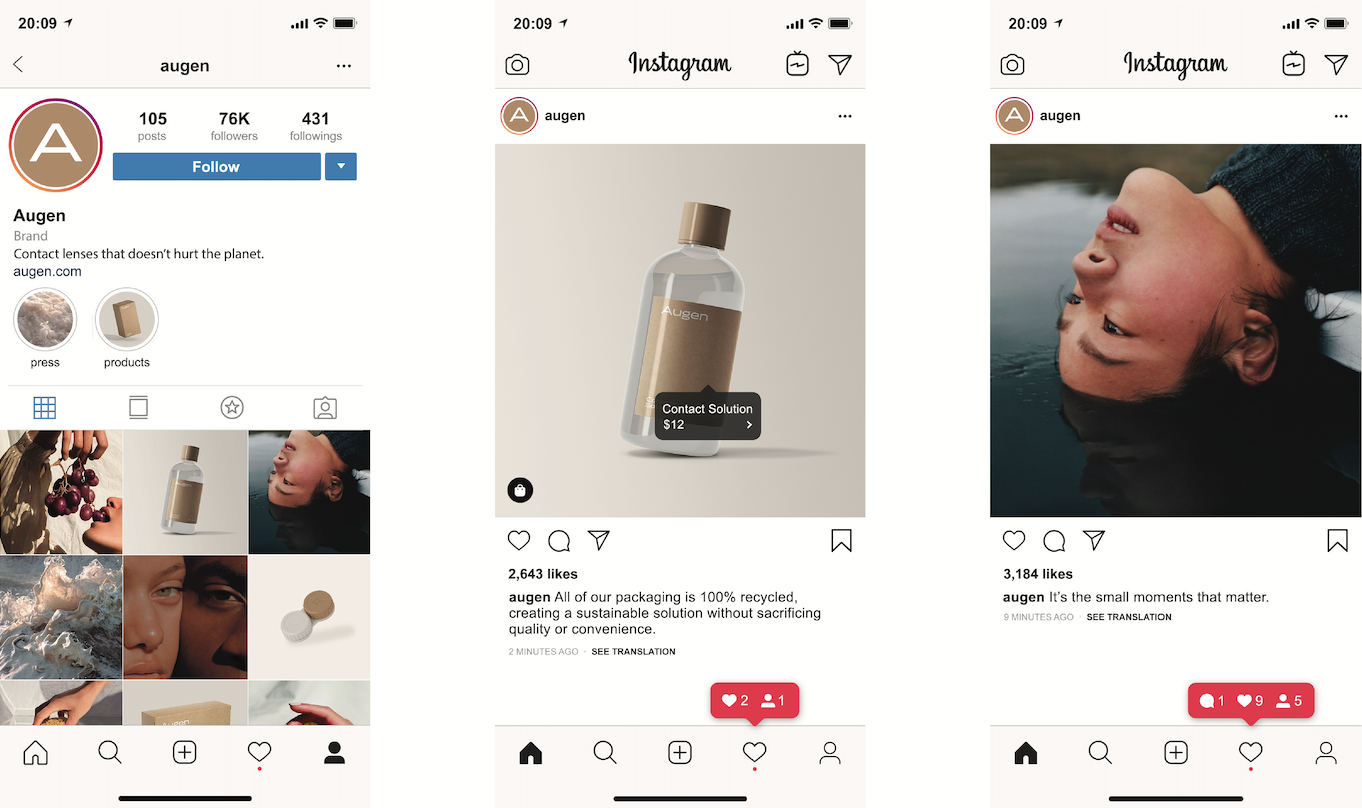 20:09
augen
A
105
76K
431
posts
followers
followings
Follow
Augen
Brand
Contact lenses that doesn't hurt the planet.
augen.com
press
products
Augen
20:09
Instagram
A
augen
Augen
Contact Solution
$12
2,643 likes
augen All of our packaging is 100% recycled,
creating a sustainable solution without sacrificing
quality or convenience.
2 MINUTES AGO · SEE TRANSLATION
2
1
20:09
Instagram
A
augen
3,184 likes
augen It's the small moments that matter.
9 MINUTES AGO · SEE TRANSLATION
1
9
5